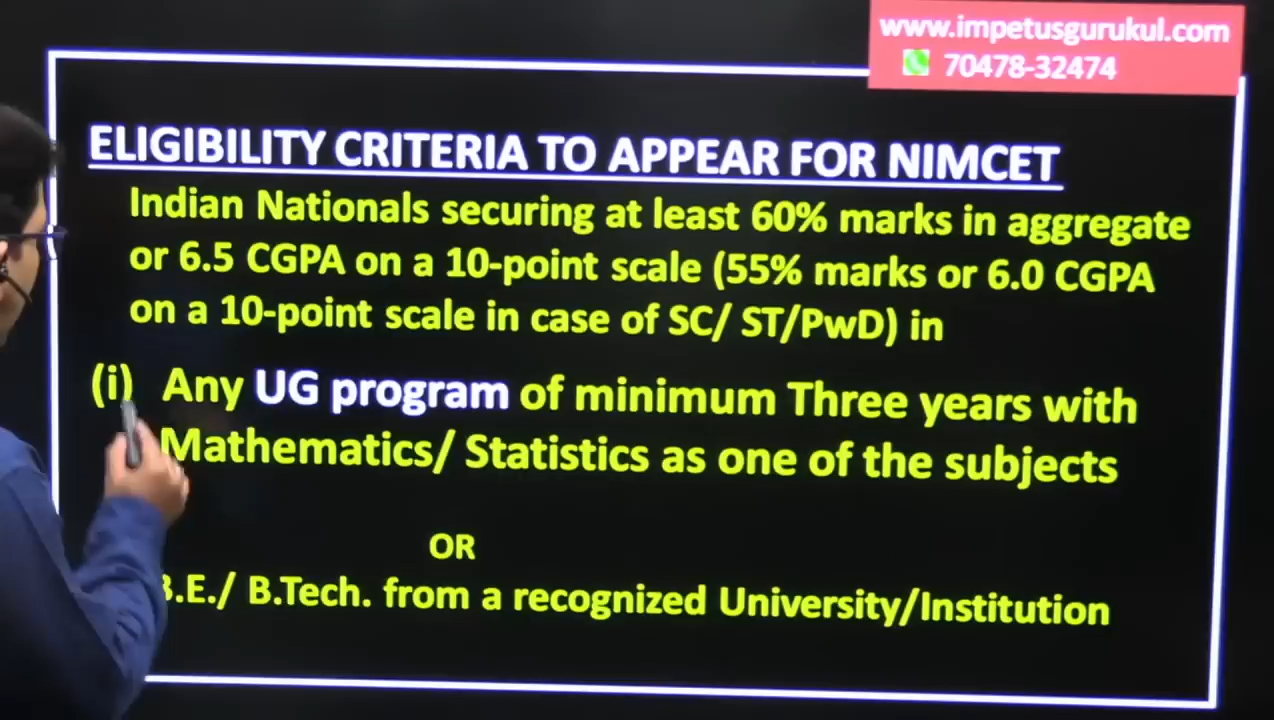 www.impetusgurukul.com
70478-32474
ELIGIBILITY CRITERIA TO APPEAR FOR NIMCET
Indian Nationals securing at least 60% marks in aggregate
or 6.5 CGPA on a 10-point scale (55% marks or 6.0 CGPA
on a 10-point scale in case of SC/ ST/PwD) in
(i) Any UG program of minimum Three years with
Mathematics/ Statistics as one of the subjects
OR
B.E./ B.Tech. from a recognized University/Institution